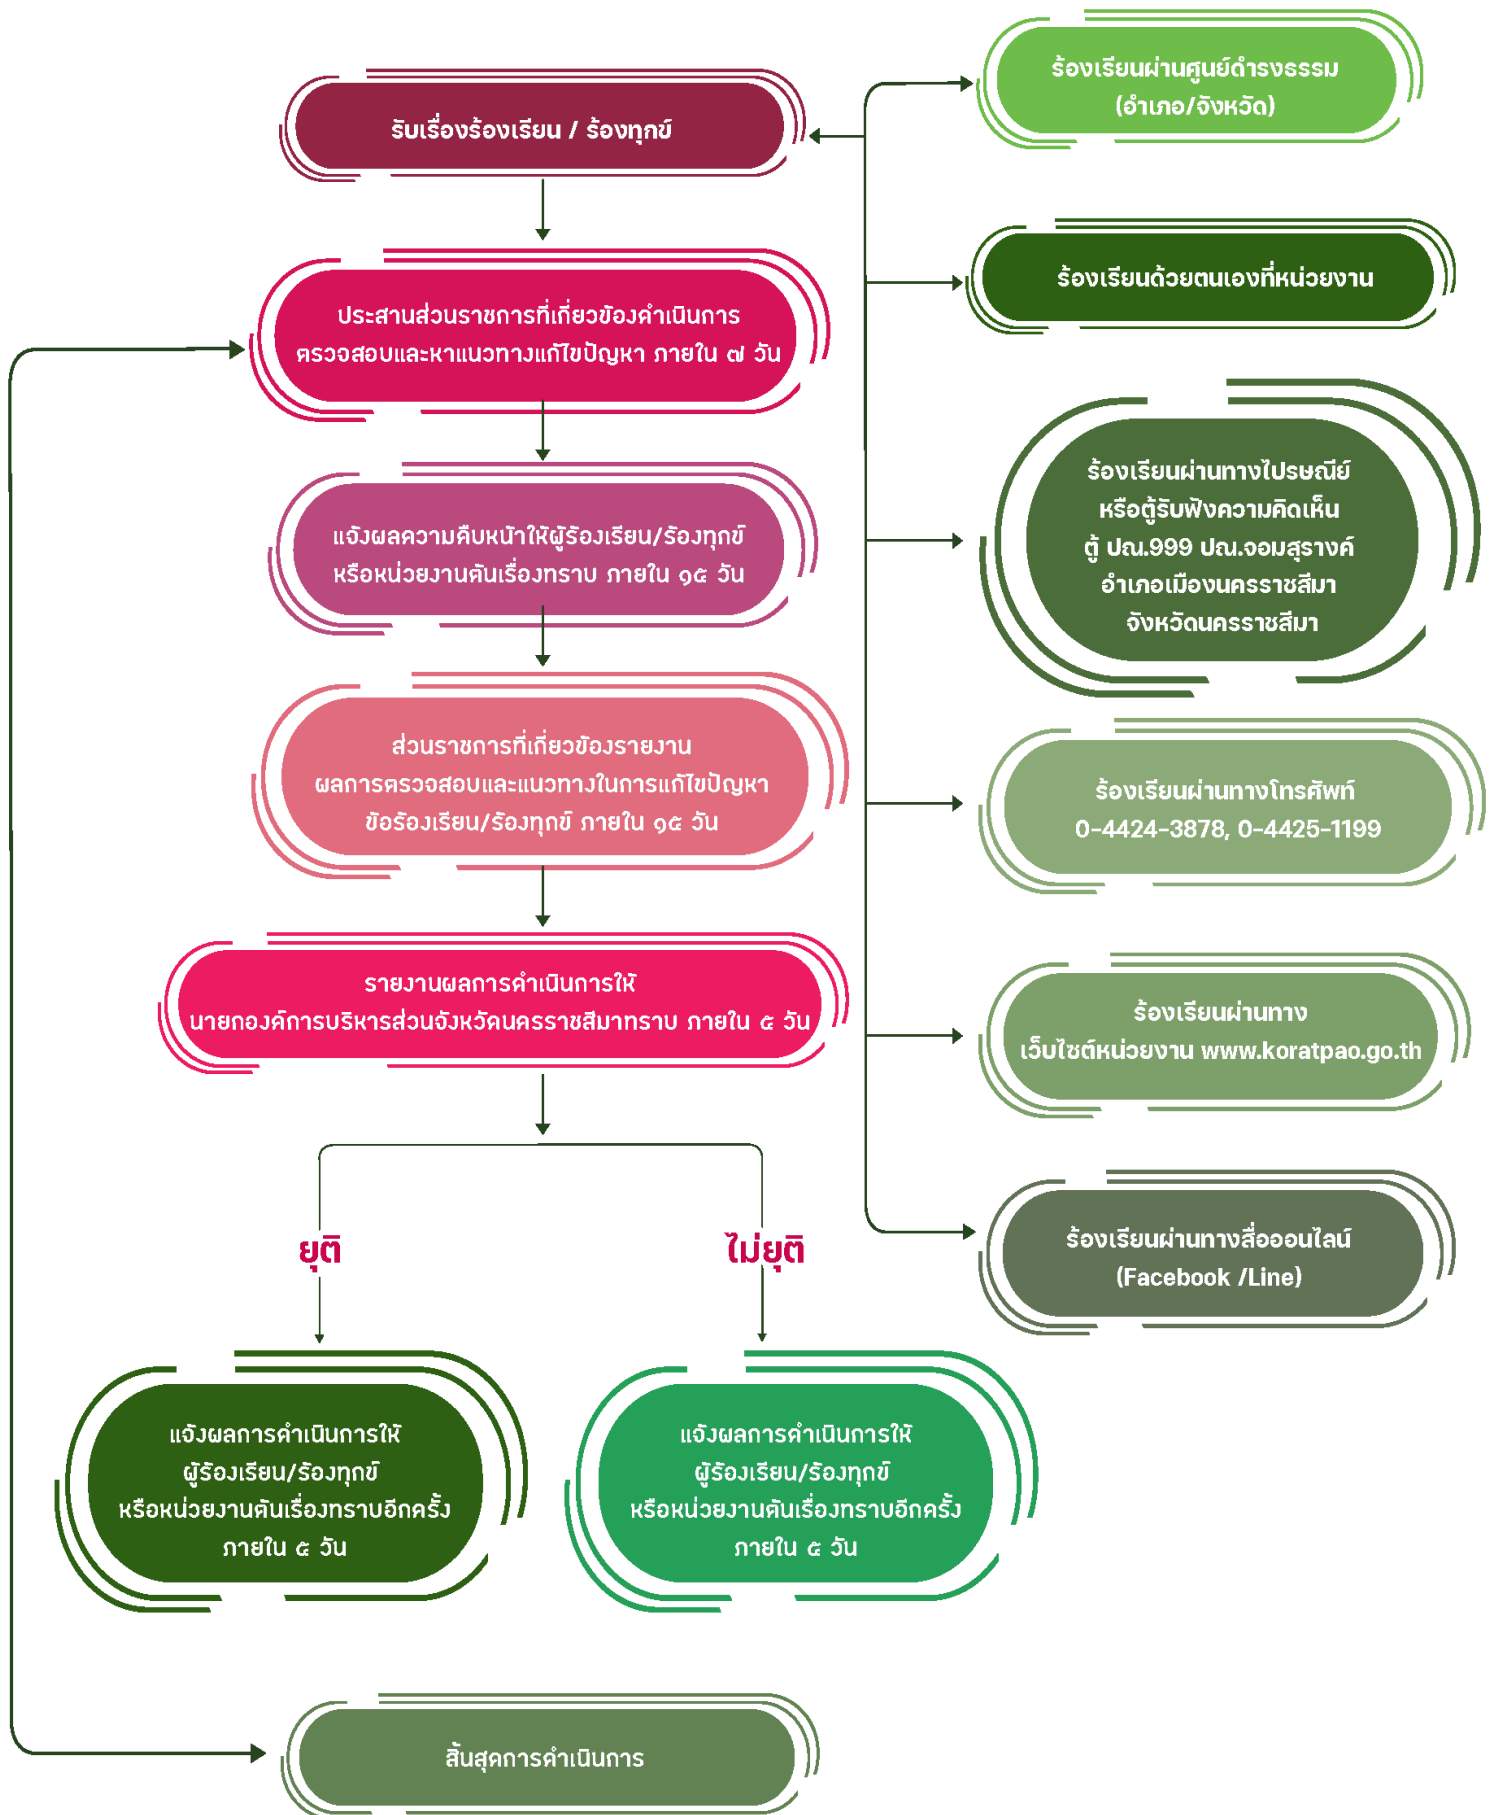 รับเรื่องร้องเรียน / ร้องทุกข์
ประสานส่วนราชการที่เกี่ยวข้องดำเนินการ
ตรวจสอบและหาแนวทางแก้ไขปัญหา ภายใน ๗ วัน
แจ้งผลความคืบหน้าให้ผู้ร้องเรียน/ร้องทุกข์
หรือหน่วยงานต้นเรื่องทราบ ภายใน ๑๕ วัน
ส่วนราชการที่เกี่ยวข้องรายงาน
ผลการตรวจสอบและแนวทางในการแก้ไขปัญหา
ข้อร้องเรียน/ร้องทุกข์ ภายใน ๑๕ วัน
รายงานผลการดำเนินการให้
นายกองค์การบริหารส่วนจังหวัดนครราชสีมาทราบ ภายใน ๕ วัน
ยุติ
ไม่ยุติ
แจ้งผลการดำเนินการให้
ผู้ร้องเรียน/ร้องทุกข์
หรือหน่วยงานต้นเรื่องทราบอีกครั้ง
ภายใน ๕ วัน
แจ้งผลการดำเนินการให้
ผู้ร้องเรียน/ร้องทุกข์
หรือหน่วยงานต้นเรื่องทราบอีกครั้ง
ภายใน ๕ วัน
สิ้นสุดการดำเนินการ
ร้องเรียนผ่านศูนย์ดำรงธรรม
(อำเภอ/จังหวัด)
ร้องเรียนด้วยตนเองที่หน่วยงาน
ร้องเรียนผ่านทางไปรษณีย์
หรือตู้รับฟังความคิดเห็น
ตู้ ปณ.999 ปณ.จอมสุรางค์
อำเภอเมืองนครราชสีมา
จังหวัดนครราชสีมา
ร้องเรียนผ่านทางโทรศัพท์
0-4424-3878, 0-4425-1199
ร้องเรียนผ่านทาง
เว็บไซต์หน่วยงาน www.koratpao.go.th
ร้องเรียนผ่านทางสื่อออนไลน์
(Facebook /Line)